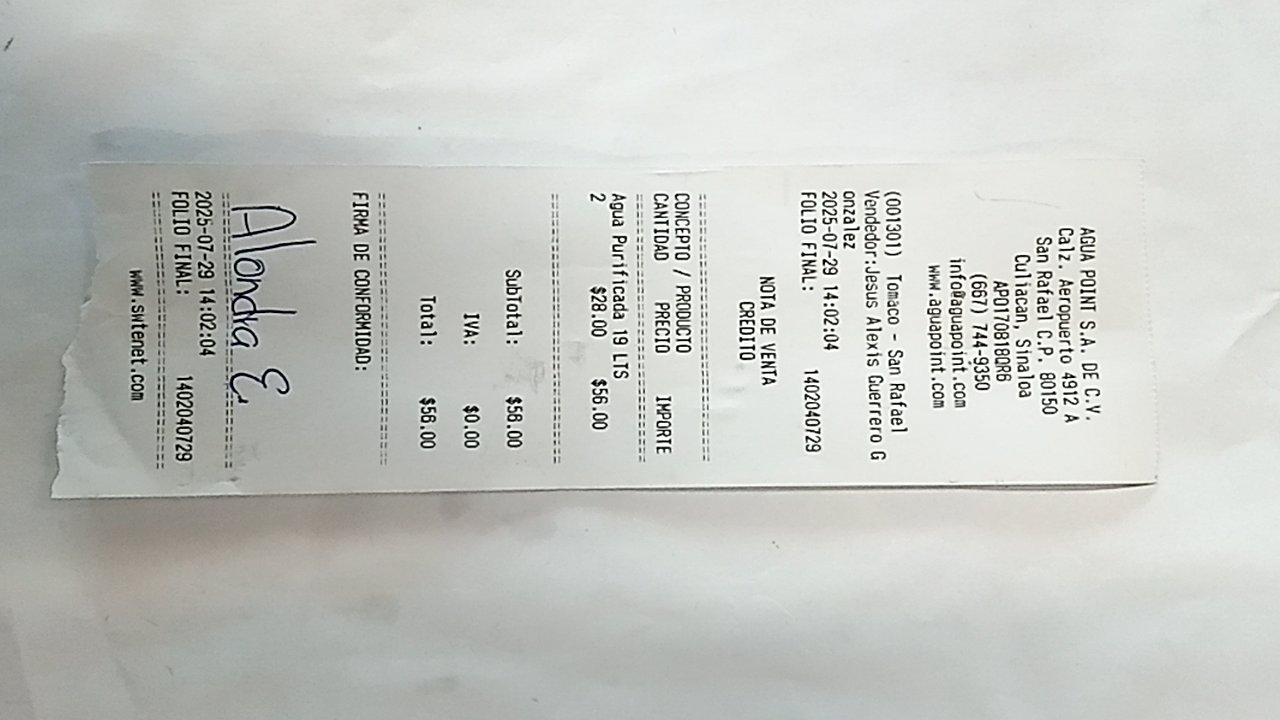 AGUA POINT S.A. DE C.V.
Calz. Aeropuerto 4912 A
San Rafael C.P. 80150
Culiacan, Sinaloa
APO170818QR6
(667) 744-9350
info@aguapoint.com
www.aguapoint.com
(001301) Tomaco - San Rafael
Vendedor:Jesus Alexis Guerrero G
onzalez
2025-07-29 14:02:04
FOLIO FINAL: 1402040729
NOTA DE VENTA
CREDITO
================================
CONCEPTO / PRODUCTO
CANTIDAD PRECIO IMPORTE
================================
Agua Purificada 19 LTS
2 $28.00 $56.00
================================
SubTotal: $56.00
IVA: $0.00
Total: $56.00
================================
FIRMA DE CONFORMIDAD:
Alondra E.
================================
2025-07-29 14:02:04
FOLIO FINAL: 1402040729
================================
www.swtenet.com